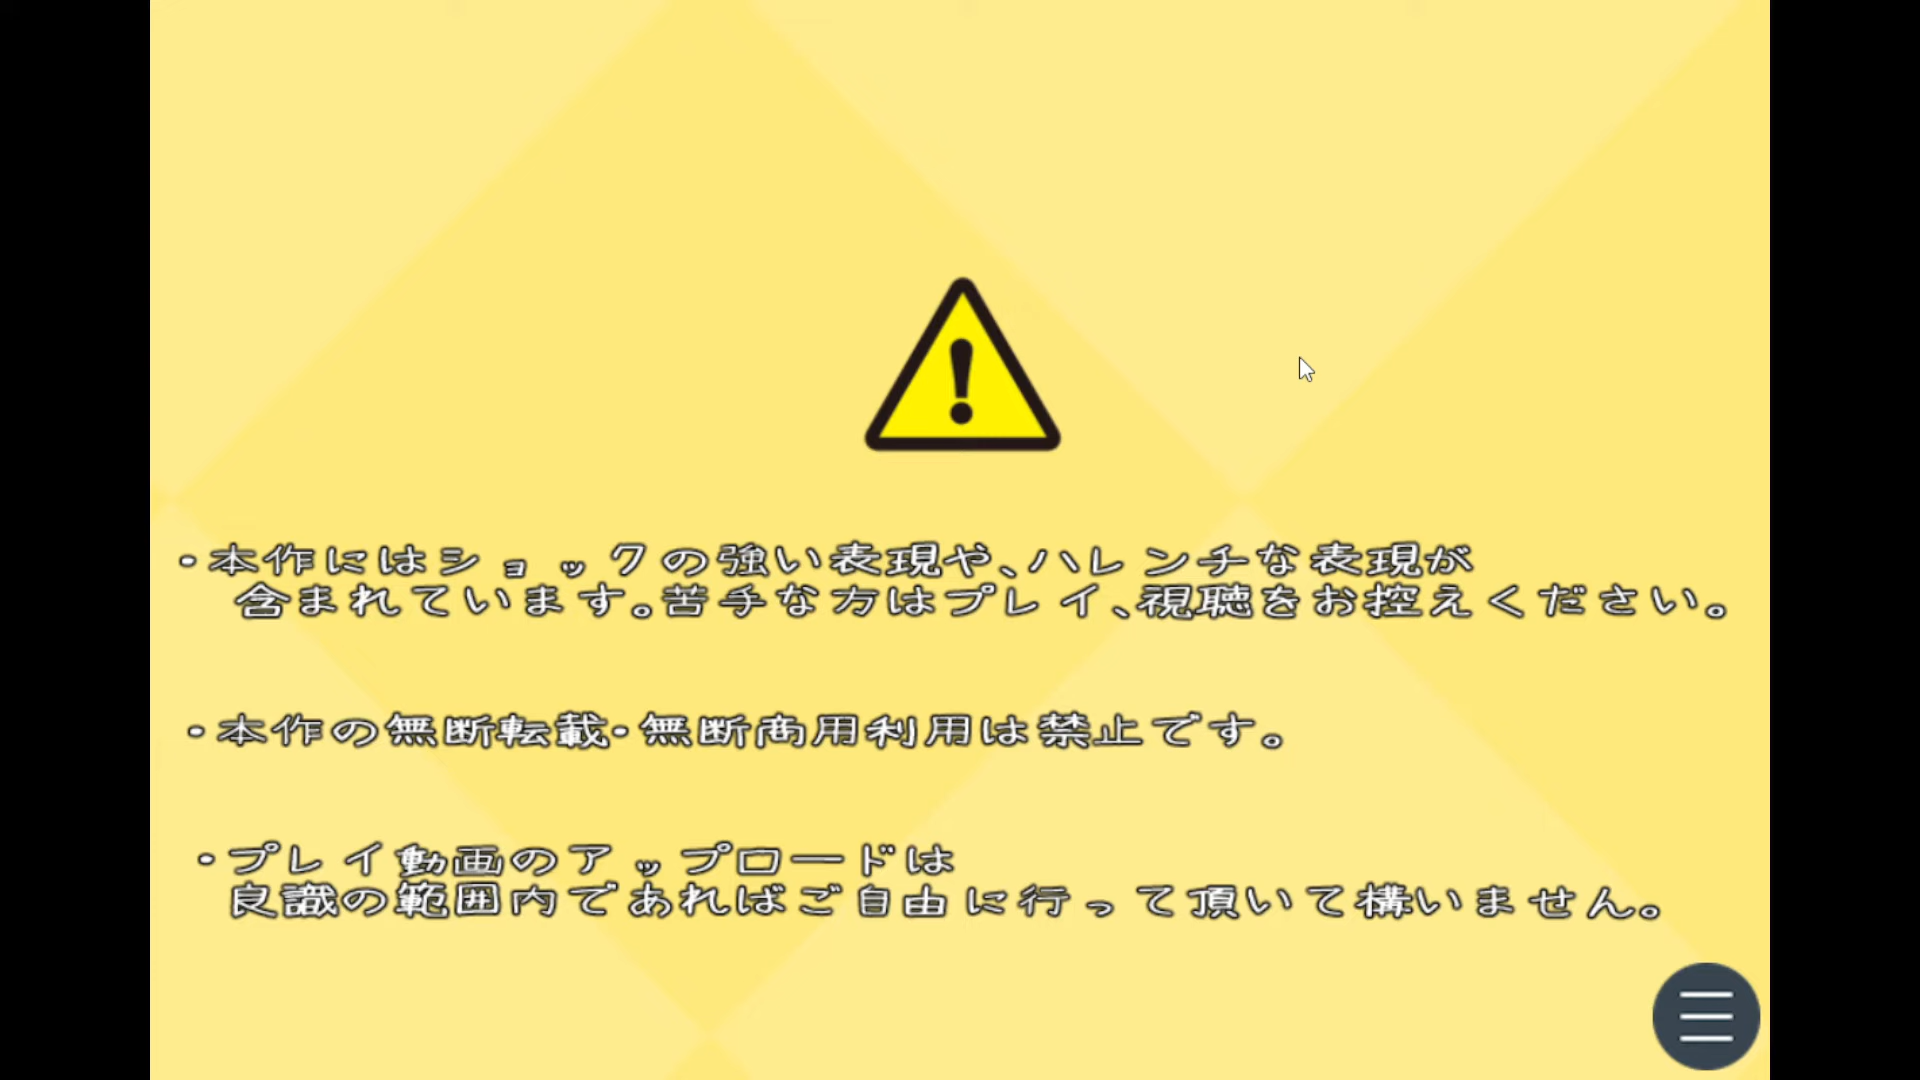 ・本作にはショックの強い表現や、ハレンチな表現が
含まれています。苦手な方はプレイ、視聴をお控えください。
・本作の無断転載・無断商用利用は禁止です。
・プレイ動画のアップロードは
良識の範囲内であればご自由に行って頂いて構いません。